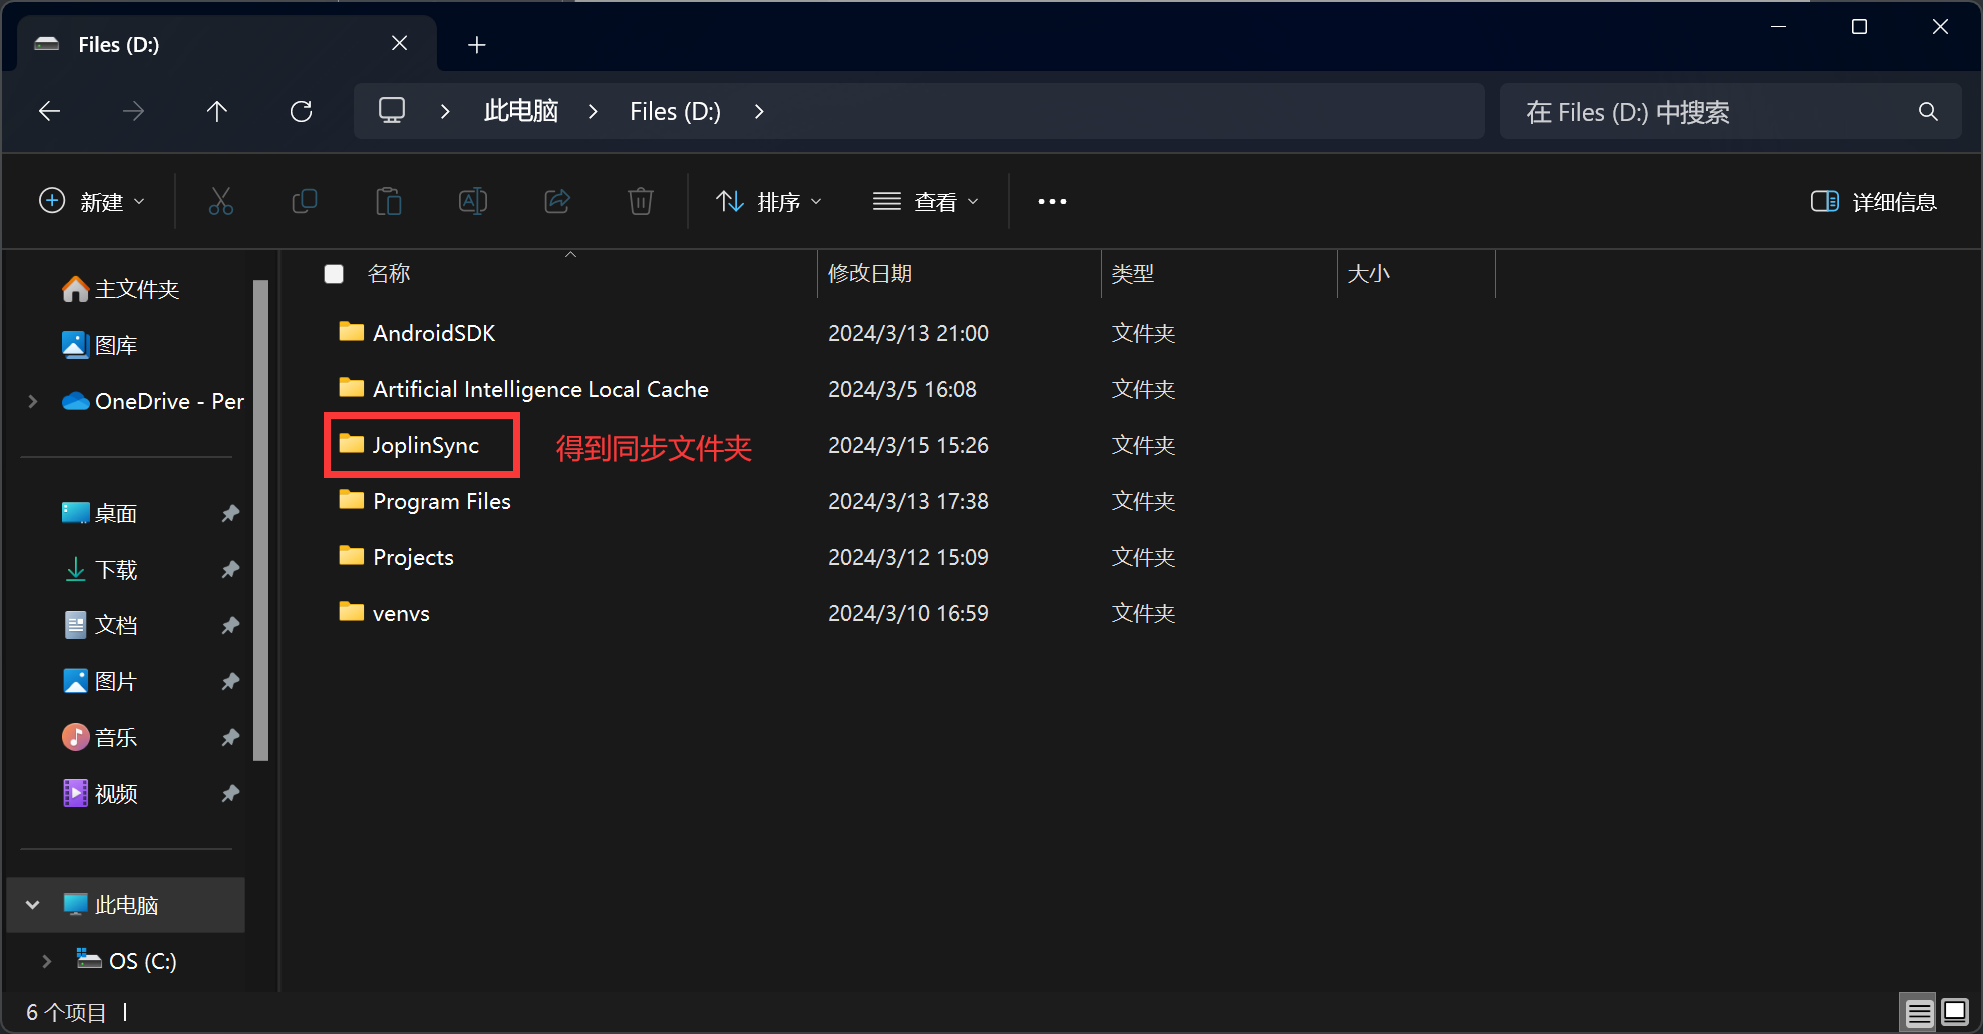 Files (D:)
此电脑 Files (D:)
在 Files (D:) 中搜索
新建 排序 查看 详细信息
主文件夹
图库
OneDrive - Per
桌面
下载
文档
图片
音乐
视频
此电脑
OS (C:)
名称 修改日期 类型 大小
AndroidSDK 2024/3/13 21:00 文件夹
Artificial Intelligence Local Cache 2024/3/5 16:08 文件夹
JoplinSync 得到同步文件夹 2024/3/15 15:26 文件夹
Program Files 2024/3/13 17:38 文件夹
Projects 2024/3/12 15:09 文件夹
venvs 2024/3/10 16:59 文件夹
6 个项目